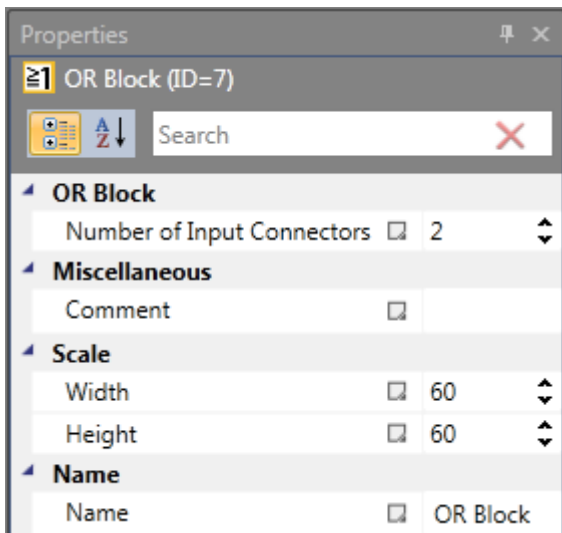 Properties
≧1 OR Block (ID=7)
AZ Search
OR Block
Number of Input Connectors 2
Miscellaneous
Comment
Scale
Width 60
Height 60
Name
Name OR Block